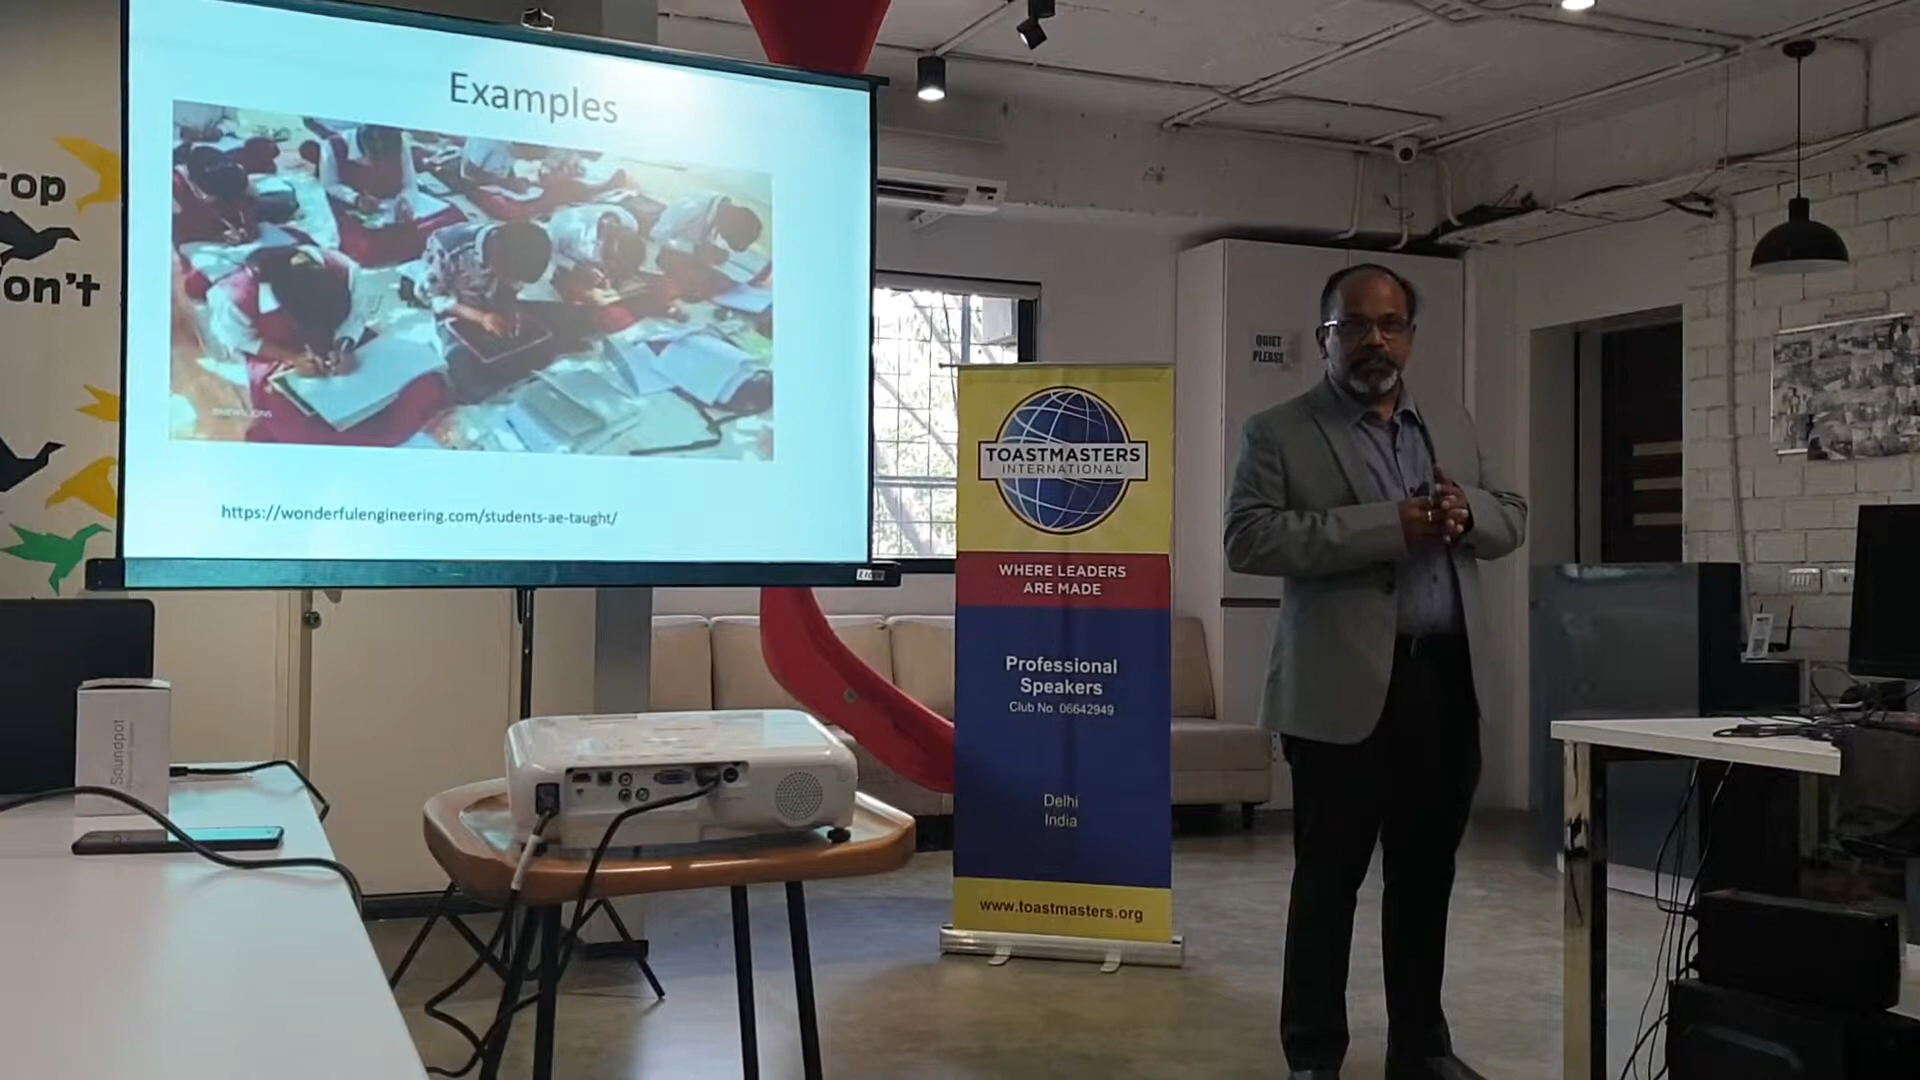 Examples
https://wonderfulengineering.com/students-ae-taught/
rop
on't
QUIET
PLEASE
TOASTMASTERS
INTERNATIONAL
WHERE LEADERS
ARE MADE
Professional
Speakers
Club No. 06642949
Delhi
India
www.toastmasters.org
Soundpot